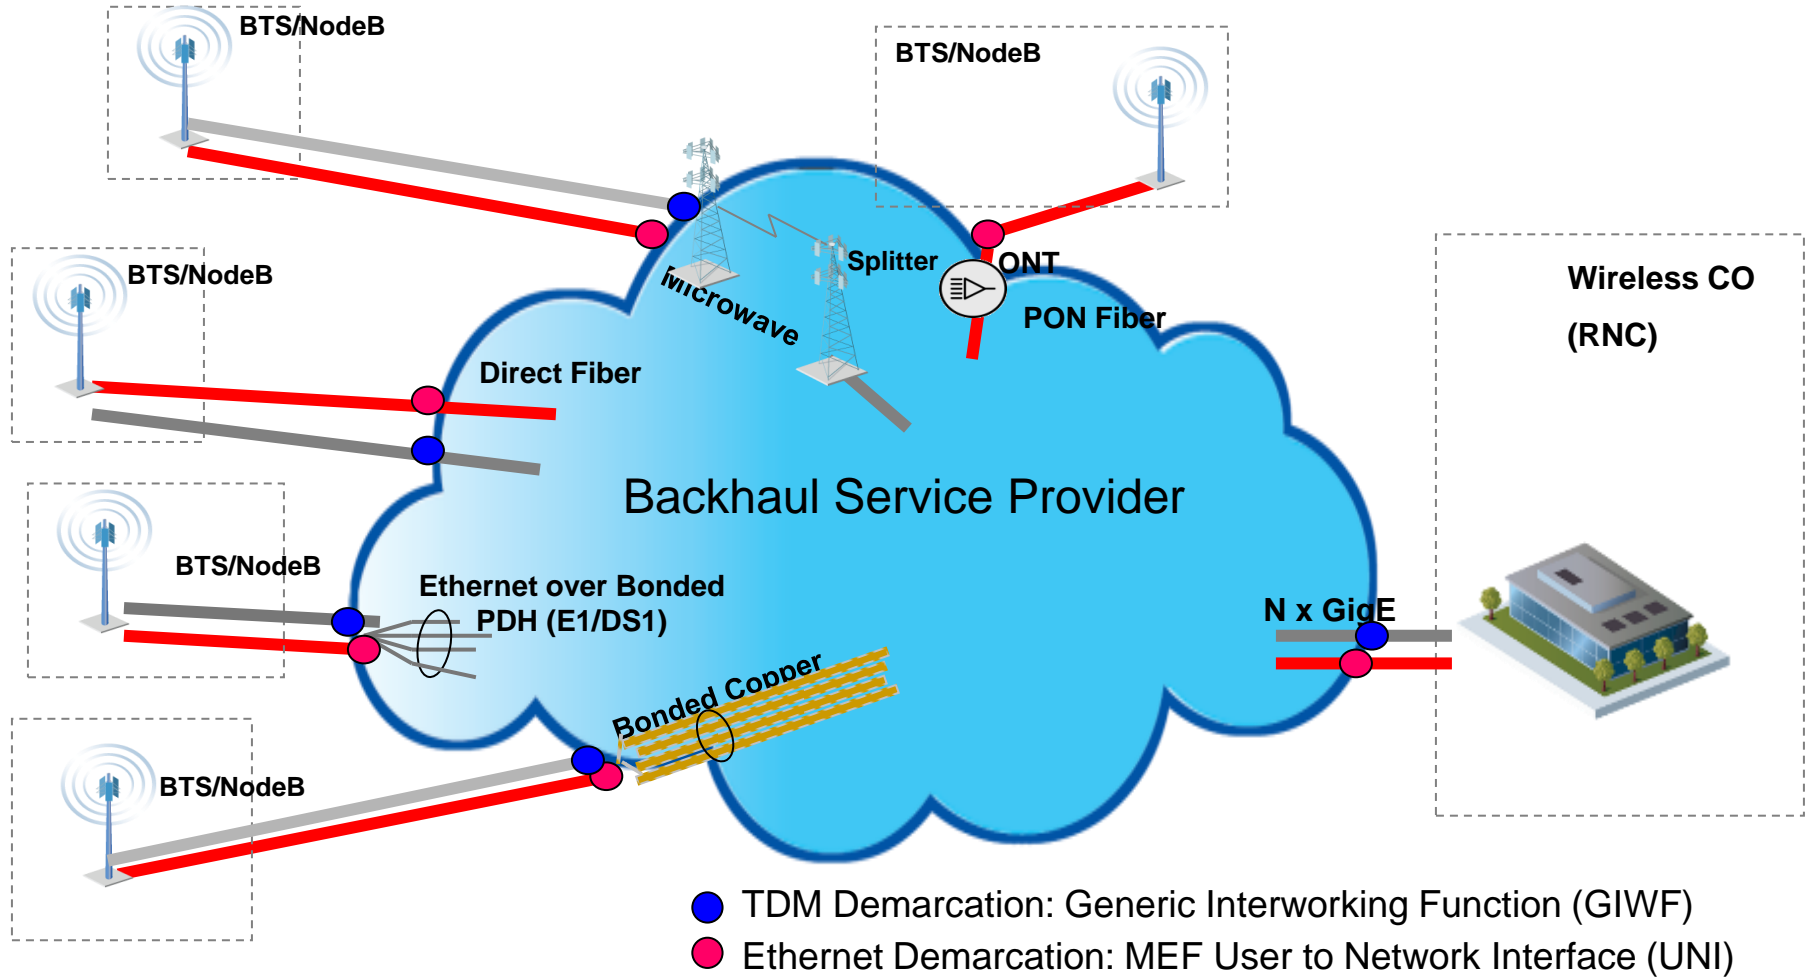 BTS/NodeB
BTS/NodeB
Splitter
ONT
Wireless CO
(RNC)
BTS/NodeB
Microwave
PON Fiber
Direct Fiber
Backhaul Service Provider
BTS/NodeB
Ethernet over Bonded
PDH (E1/DS1)
N x GigE
Bonded Copper
BTS/NodeB
TDM Demarcation: Generic Interworking Function (GIWF)
Ethernet Demarcation: MEF User to Network Interface (UNI)